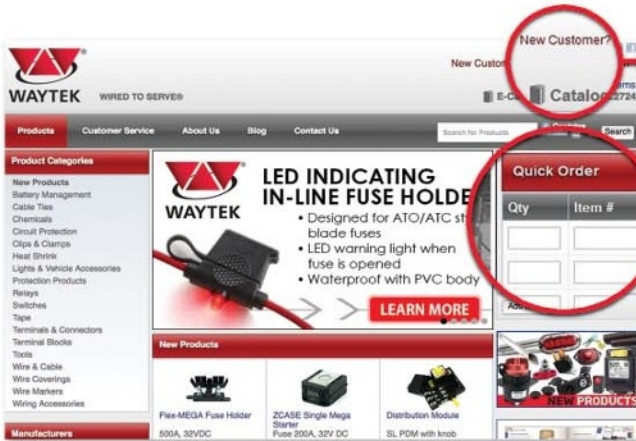 New Customer?
New Custo
WAYTEK
WIRED TO SERVE®
E-C
Catalo
2724
Products
Customer Service
About Us
Blog
Contact Us
Search for Products
Search
Product Categories
New Products
Battery Management
Cable Ties
Chemicals
Circuit Protection
Clips & Clamps
Heat Shrink
Lights & Vehicle Accessories
Protection Products
Relays
Switches
Tape
Terminals & Connectors
Terminal Blocks
Tools
Wire & Cable
Wire Coverings
Wire Markers
Wiring Accessories
Manufacturers
WAYTEK
LED INDICATING
IN-LINE FUSE HOLDE
• Designed for ATO/ATC st
blade fuses
• LED warning light when
fuse is opened
• Waterproof with PVC body
LEARN MORE
Quick Order
Qty
Item #
NEW PRODUCTS
New Products
Flex-MEGA Fuse Holder
500A, 32VDC
ZCASE Single Mega
Starter
Fuse 200A, 32V DC
Distribution Module
SL PDM with knob